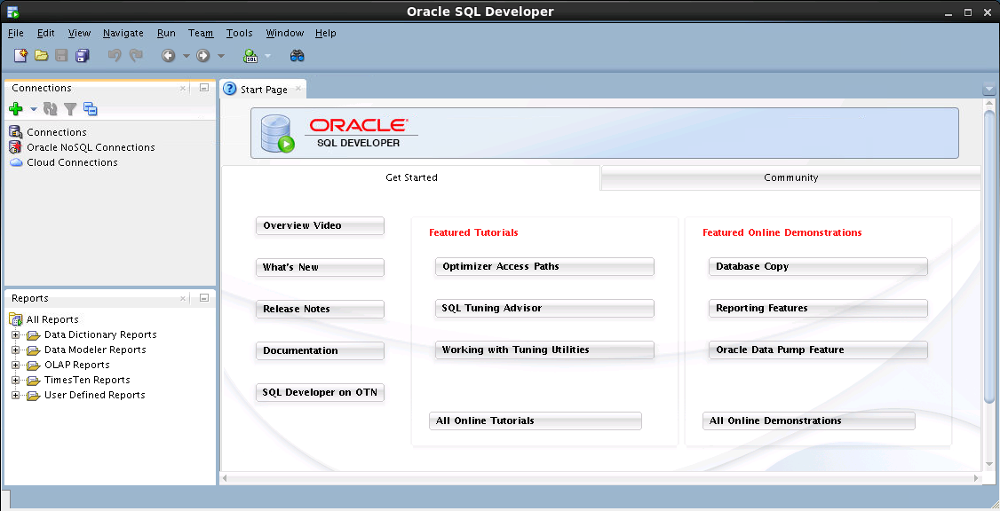 Oracle SQL Developer
File Edit View Navigate Run Team Tools Window Help
SQL
Connections
Start Page
Connections
Oracle NoSQL Connections
Cloud Connections
ORACLE
SQL DEVELOPER
Get Started
Community
Overview Video
What's New
Release Notes
Documentation
SQL Developer on OTN
Featured Tutorials
Optimizer Access Paths
SQL Tuning Advisor
Working with Tuning Utilities
All Online Tutorials
Featured Online Demonstrations
Database Copy
Reporting Features
Oracle Data Pump Feature
All Online Demonstrations
Reports
All Reports
Data Dictionary Reports
Data Modeler Reports
OLAP Reports
TimesTen Reports
User Defined Reports